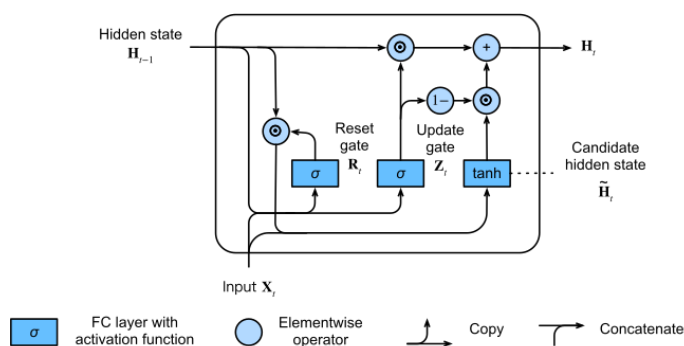 Hidden state
H_{t−1}
H_t
+
1−
Reset
gate R_t
Update
gate Z_t
Candidate
hidden state
H̃_t
σ
σ
tanh
Input X_t
σ
FC layer with
activation function
Elementwise
operator
Copy
Concatenate